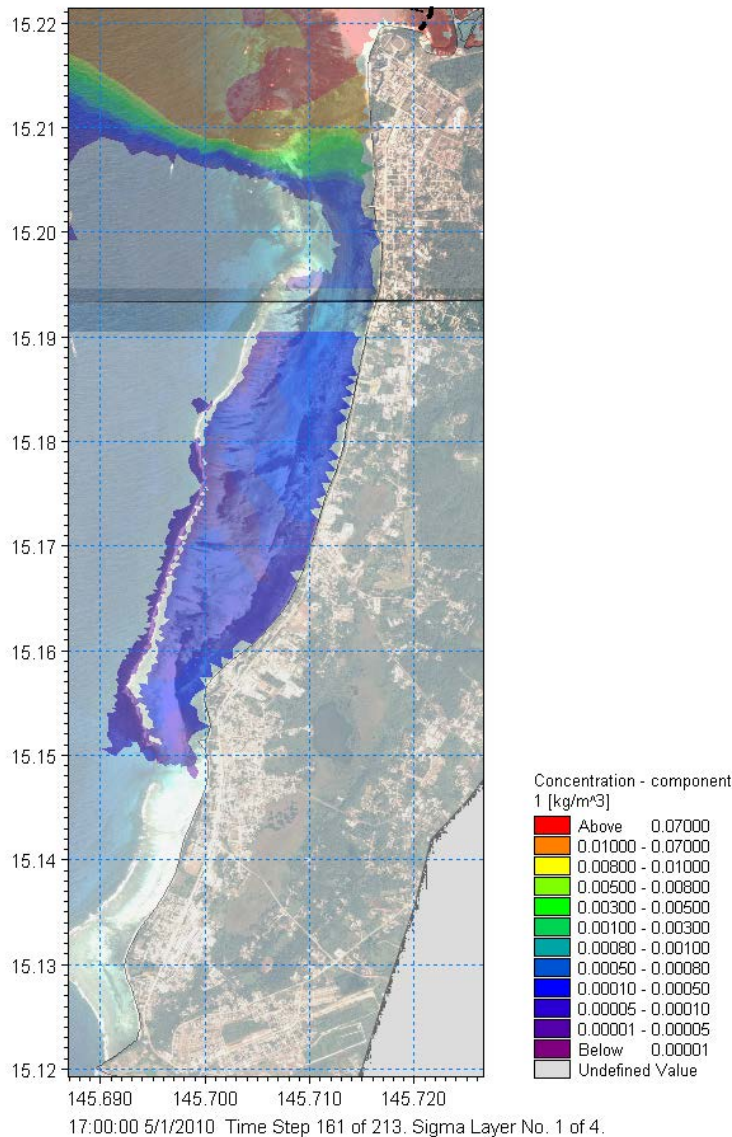 15.22
15.21
15.20
15.19
15.18
15.17
15.16
15.15
15.14
15.13
15.12
145.690 145.700 145.710 145.720
17:00:00 5/1/2010 Time Step 161 of 213. Sigma Layer No. 1 of 4.
Concentration - component
1 [kg/m^3]
Above 0.07000
0.01000 - 0.07000
0.00800 - 0.01000
0.00500 - 0.00800
0.00300 - 0.00500
0.00100 - 0.00300
0.00080 - 0.00100
0.00050 - 0.00080
0.00010 - 0.00050
0.00005 - 0.00010
0.00001 - 0.00005
Below 0.00001
Undefined Value